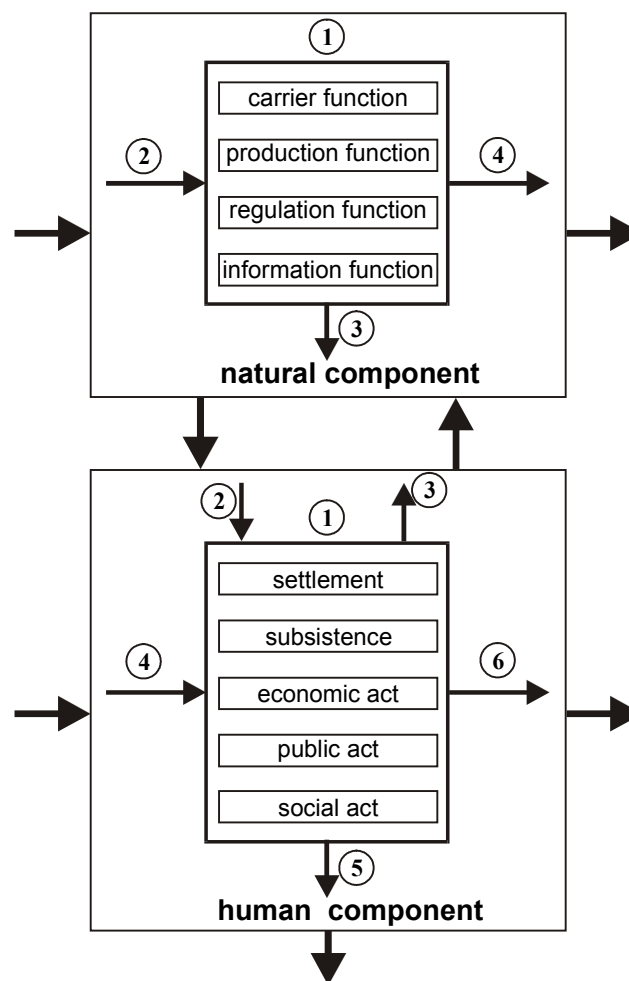 1
carrier function
2
production function
4
regulation function
information function
3
natural component
2
1
3
settlement
subsistence
4
economic act
6
public act
social act
5
human component